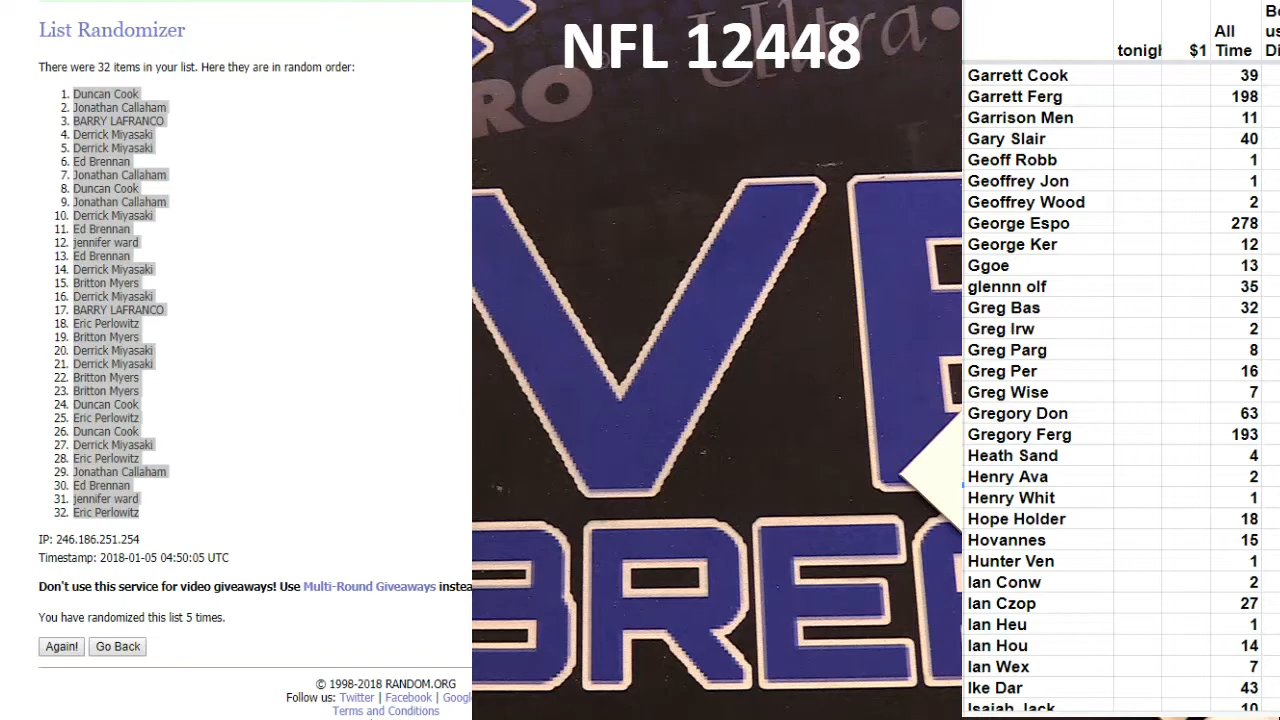 List Randomizer
There were 32 items in your list. Here they are in random order:
1. Duncan Cook
2. Jonathan Callaham
3. BARRY LAFRANCO
4. Derrick Miyasaki
5. Derrick Miyasaki
6. Ed Brennan
7. Jonathan Callaham
8. Duncan Cook
9. Jonathan Callaham
10. Derrick Miyasaki
11. Ed Brennan
12. jennifer ward
13. Ed Brennan
14. Derrick Miyasaki
15. Britton Myers
16. Derrick Miyasaki
17. BARRY LAFRANCO
18. Eric Perlowitz
19. Britton Myers
20. Derrick Miyasaki
21. Derrick Miyasaki
22. Britton Myers
23. Britton Myers
24. Duncan Cook
25. Eric Perlowitz
26. Duncan Cook
27. Derrick Miyasaki
28. Eric Perlowitz
29. Jonathan Callaham
30. Ed Brennan
31. jennifer ward
32. Eric Perlowitz
IP: 246.186.251.254
Timestamp: 2018-01-05 04:50:05 UTC
Don't use this service for video giveaways! Use Multi-Round Giveaways instea
You have randomized this list 5 times.
Again! Go Back
© 1998-2018 RANDOM.ORG
Follow us: Twitter | Facebook | Googl
Terms and Conditions
NFL 12448
Ultra
RO
BRE
tonigh $1 All Time Bo us Di
Garrett Cook 39
Garrett Ferg 198
Garrison Men 11
Gary Slair 40
Geoff Robb 1
Geoffrey Jon 1
Geoffrey Wood 2
George Espo 278
George Ker 12
Ggoe 13
glennn olf 35
Greg Bas 32
Greg Irw 2
Greg Parg 8
Greg Per 16
Greg Wise 7
Gregory Don 63
Gregory Ferg 193
Heath Sand 4
Henry Ava 2
Henry Whit 1
Hope Holder 18
Hovannes 15
Hunter Ven 1
Ian Conw 2
Ian Czop 27
Ian Heu 1
Ian Hou 14
Ian Wex 7
Ike Dar 43
Isaiah Jack 10